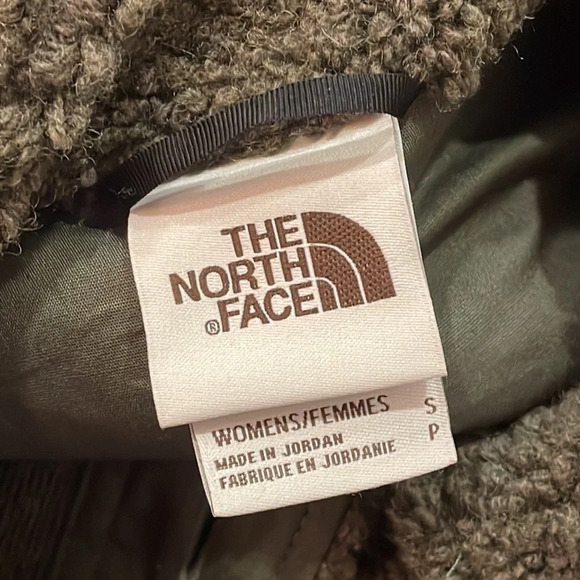 THE
NORTH
® FACE
WOMENS/FEMMES S
MADE IN JORDAN P
FABRIQUE EN JORDANIE